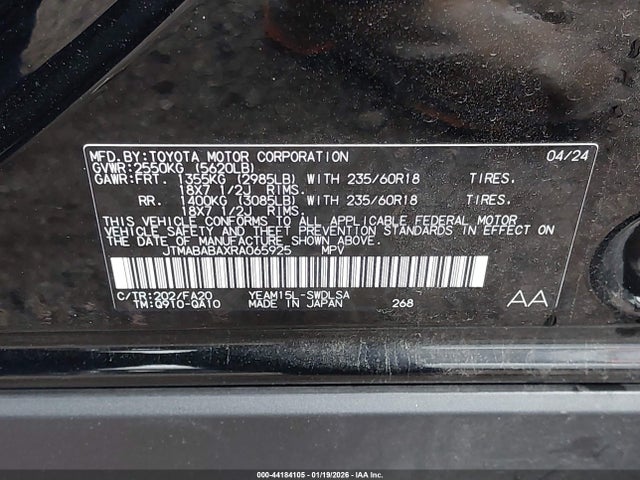 MFD.BY:TOYOTA MOTOR CORPORATION 04/24
GVWR:2550KG (5620LB)
GAWR:FRT. 1355KG (2985LB) WITH 235/60R18 TIRES.
18X7 1/2J RIMS.
RR. 1400KG (3085LB) WITH 235/60R18 TIRES.
18X7 1/2J RIMS.
THIS VEHICLE CONFORMS TO ALL APPLICABLE FEDERAL MOTOR
VEHICLE SAFETY AND THEFT PREVENTION STANDARDS IN EFFECT
ON THE DATE OF MANUFACTURE SHOWN ABOVE.
JTMABABAXRA065925 MPV
C/TR:202/FA20 YEAM15L-SWDLSA
TM:Q910-QA10 MADE IN JAPAN 268 AA
000-44184105 - 01/19/2026 - IAA Inc.